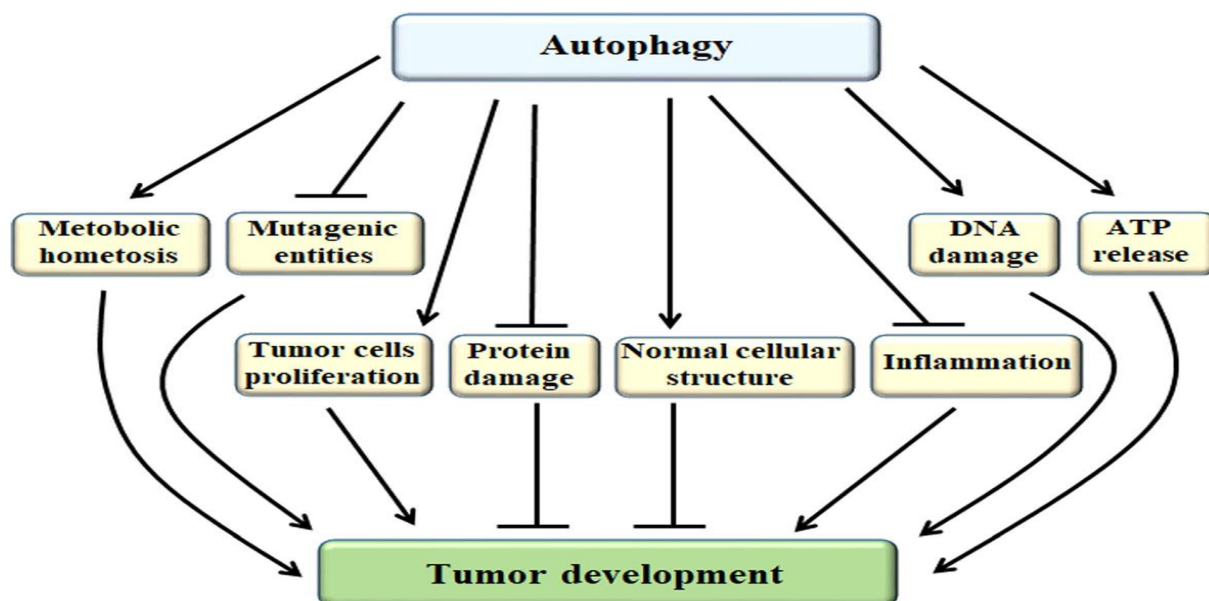 Autophagy
Metobolic
hometosis
Mutagenic
entities
DNA
damage
ATP
release
Tumor cells
proliferation
Protein
damage
Normal cellular
structure
Inflammation
Tumor development